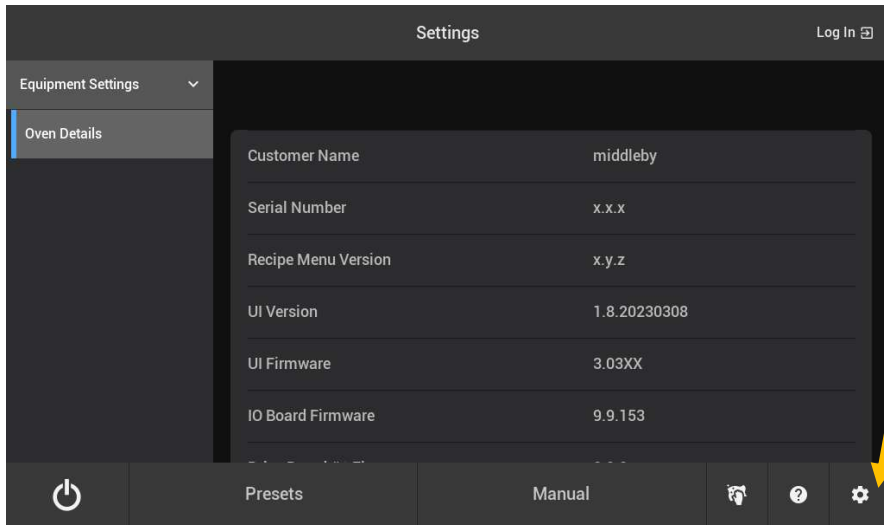 Settings
Log In
Equipment Settings
Oven Details
Customer Name middleby
Serial Number x.x.x
Recipe Menu Version x.y.z
UI Version 1.8.20230308
UI Firmware 3.03XX
IO Board Firmware 9.9.153
Presets Manual ?